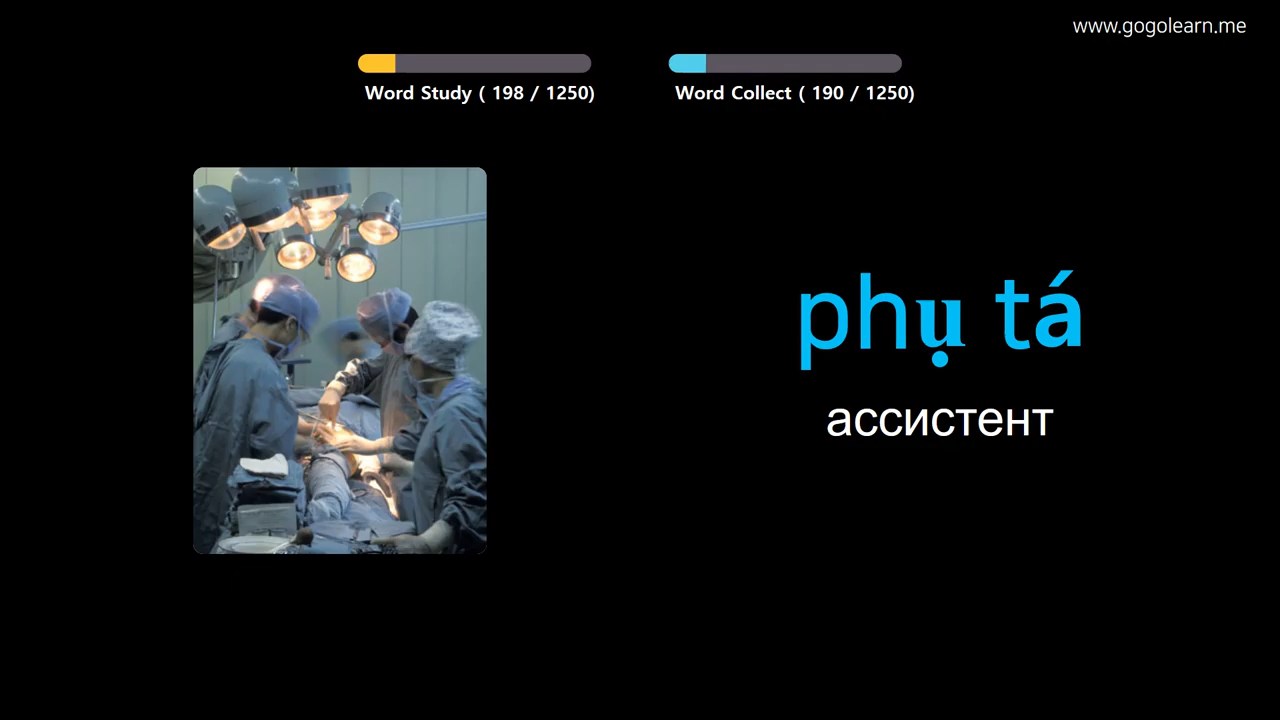 www.gogolearn.me
Word Study ( 198 / 1250)
Word Collect ( 190 / 1250)
phụ tá
ассистент